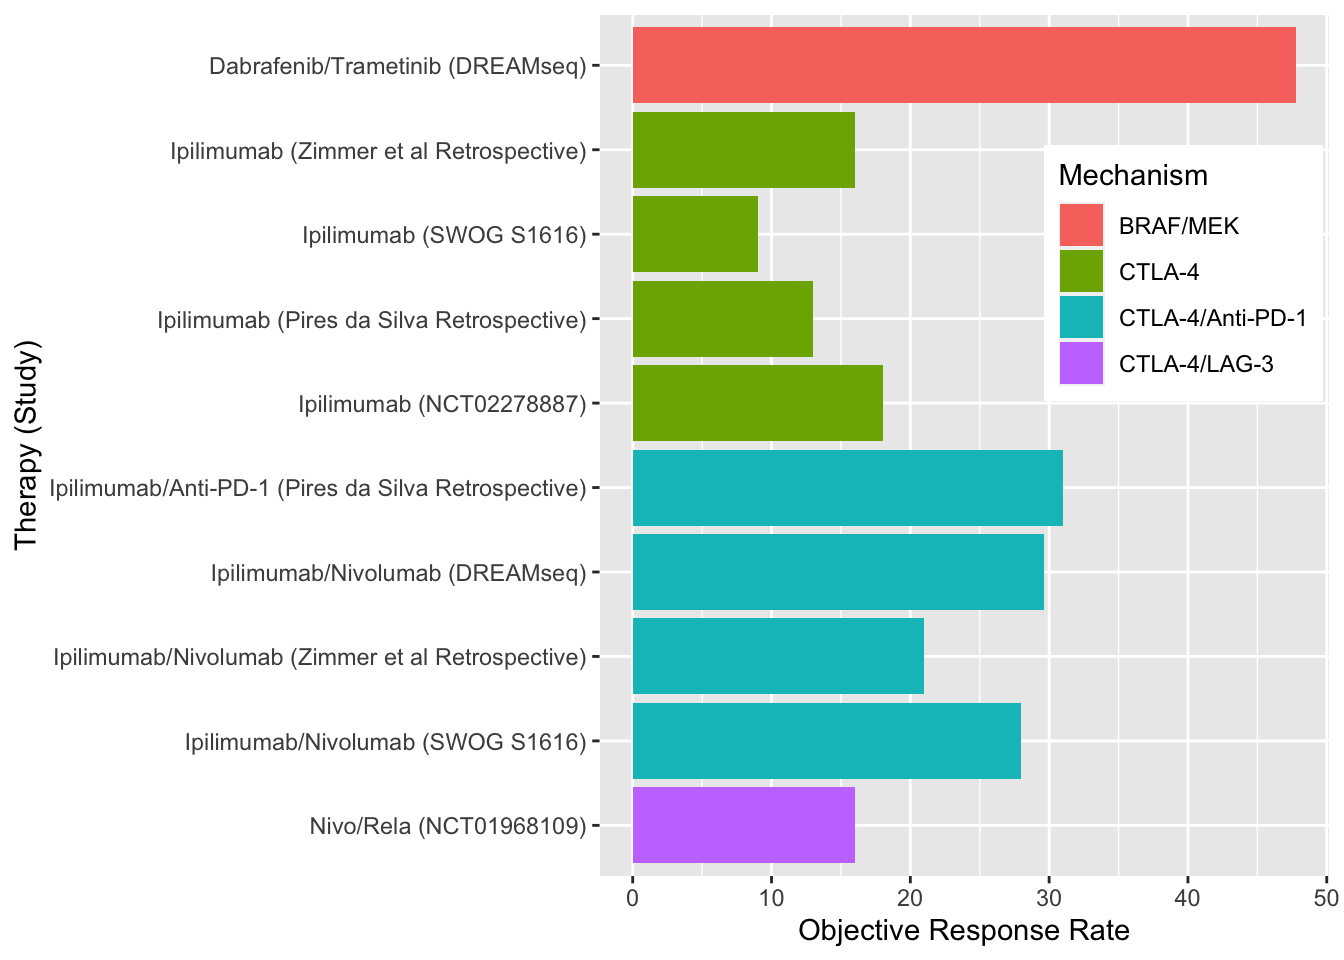 Therapy (Study)
Dabrafenib/Trametinib (DREAMseq)
Ipilimumab (Zimmer et al Retrospective)
Ipilimumab (SWOG S1616)
Ipilimumab (Pires da Silva Retrospective)
Ipilimumab (NCT02278887)
Ipilimumab/Anti-PD-1 (Pires da Silva Retrospective)
Ipilimumab/Nivolumab (DREAMseq)
Ipilimumab/Nivolumab (Zimmer et al Retrospective)
Ipilimumab/Nivolumab (SWOG S1616)
Nivo/Rela (NCT01968109)
Mechanism
BRAF/MEK
CTLA-4
CTLA-4/Anti-PD-1
CTLA-4/LAG-3
0 10 20 30 40 50
Objective Response Rate